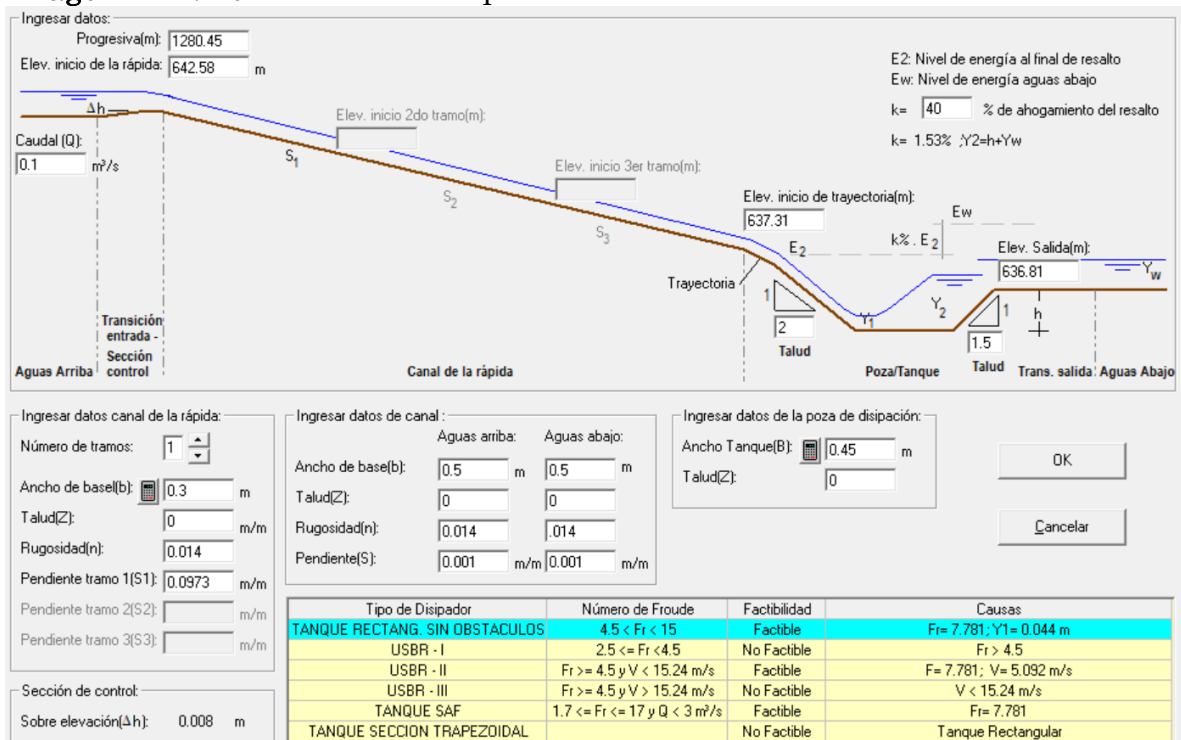 Ingresar datos:
Progresiva(m): 1280.45
Elev. inicio de la rápida: 642.58 m
Δh
Caudal (Q):
0.1 m³/s
Elev. inicio 2do tramo(m):
S1
S2
Elev. inicio 3er tramo(m):
S3
E2: Nivel de energía al final de resalto
Ew: Nivel de energía aguas abajo
k= 40 % de ahogamiento del resalto
k= 1.53% ;Y2=h+Yw
Elev. inicio de trayectoria(m):
637.31
Ew
E2
k% . E2
Elev. Salida(m):
636.81
Yw
Trayectoria
1
2
Talud
Y1
Y2
1
1.5
Talud
h
Transición entrada -
Sección control
Aguas Arriba
Canal de la rápida
Poza/Tanque
Trans. salida
Aguas Abajo
Ingresar datos canal de la rápida:
Número de tramos: 1
Ancho de basel(b): 0.3 m
Talud(Z): 0 m/m
Rugosidad(n): 0.014
Pendiente tramo 1(S1): 0.0973 m/m
Pendiente tramo 2(S2): m/m
Pendiente tramo 3(S3): m/m
Sección de control:
Sobre elevación(Δh): 0.008 m
Ingresar datos de canal :
Aguas arriba: Aguas abajo:
Ancho de base(b): 0.5 m 0.5 m
Talud(Z): 0 0
Rugosidad(n): 0.014 .014
Pendiente(S): 0.001 m/m 0.001 m/m
Ingresar datos de la poza de disipación:
Ancho Tanque(B): 0.45 m
Talud(Z): 0
OK
Cancelar
Tipo de Disipador Número de Froude Factibilidad Causas
TANQUE RECTANG. SIN OBSTACULOS 4.5 < Fr < 15 Factible Fr= 7.781; Y1= 0.044 m
USBR - I 2.5 <= Fr <4.5 No Factible Fr > 4.5
USBR - II Fr >= 4.5 y V < 15.24 m/s Factible F= 7.781; V= 5.092 m/s
USBR - III Fr >= 4.5 y V > 15.24 m/s No Factible V < 15.24 m/s
TANQUE SAF 1.7 <= Fr <= 17 y Q < 3 m³/s Factible Fr= 7.781
TANQUE SECCION TRAPEZOIDAL No Factible Tanque Rectangular